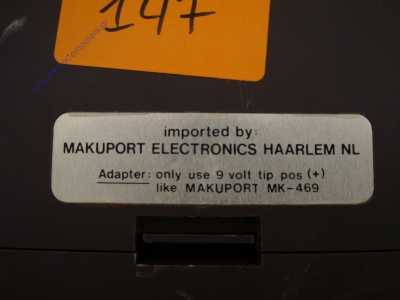 147
imported by:
MAKUPORT ELECTRONICS HAARLEM NL
Adapter: only use 9 volt tip pos (+)
like MAKUPORT MK-469